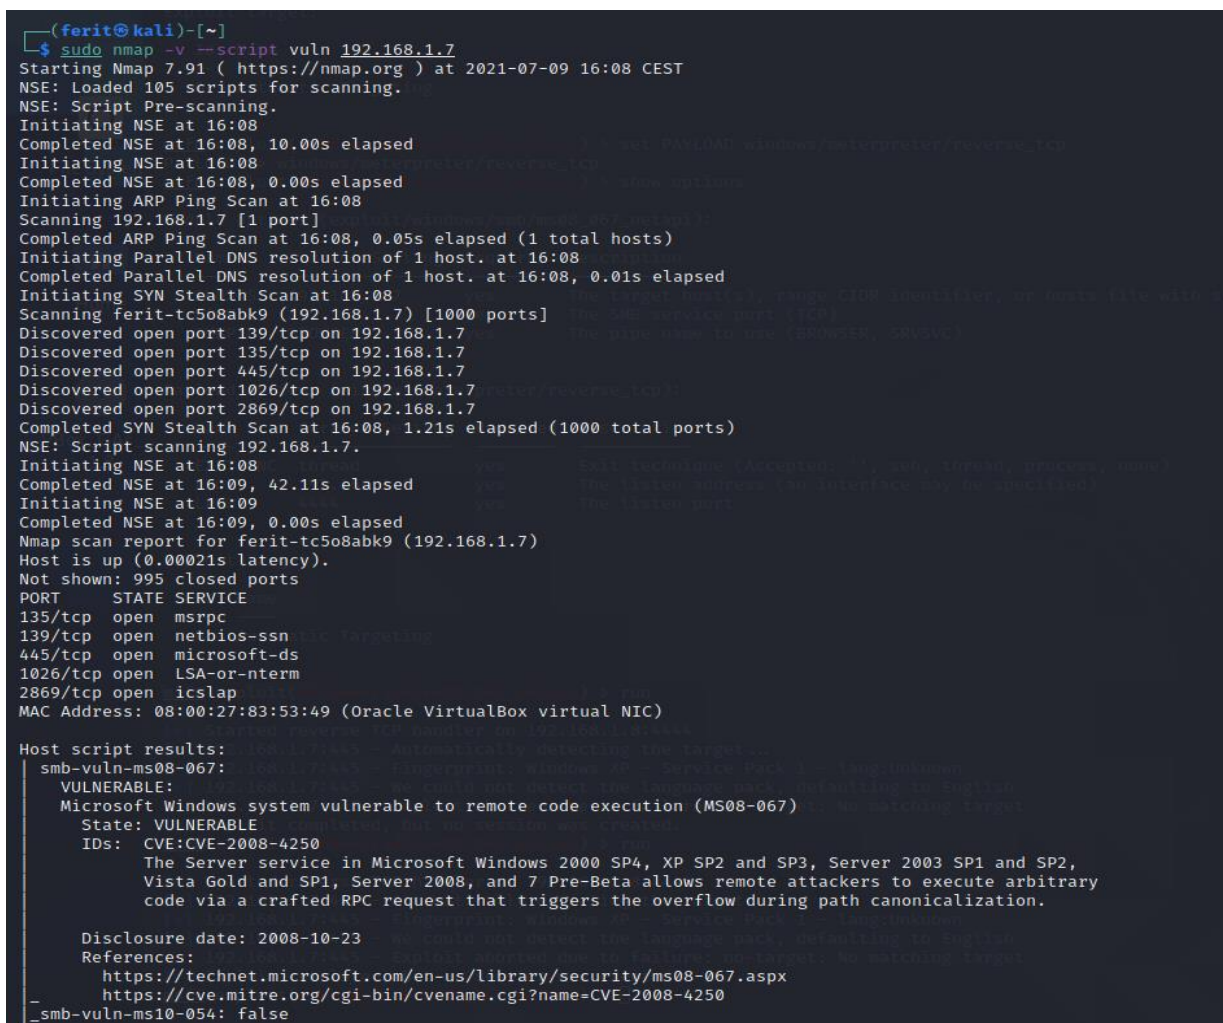 (ferit㉿kali)-[~]
$ sudo nmap -v --script vuln 192.168.1.7
Starting Nmap 7.91 ( https://nmap.org ) at 2021-07-09 16:08 CEST
NSE: Loaded 105 scripts for scanning.
NSE: Script Pre-scanning.
Initiating NSE at 16:08
Completed NSE at 16:08, 10.00s elapsed
Initiating NSE at 16:08
Completed NSE at 16:08, 0.00s elapsed
Initiating ARP Ping Scan at 16:08
Scanning 192.168.1.7 [1 port]
Completed ARP Ping Scan at 16:08, 0.05s elapsed (1 total hosts)
Initiating Parallel DNS resolution of 1 host. at 16:08
Completed Parallel DNS resolution of 1 host. at 16:08, 0.01s elapsed
Initiating SYN Stealth Scan at 16:08
Scanning ferit-tc5o8abk9 (192.168.1.7) [1000 ports]
Discovered open port 139/tcp on 192.168.1.7
Discovered open port 135/tcp on 192.168.1.7
Discovered open port 445/tcp on 192.168.1.7
Discovered open port 1026/tcp on 192.168.1.7
Discovered open port 2869/tcp on 192.168.1.7
Completed SYN Stealth Scan at 16:08, 1.21s elapsed (1000 total ports)
NSE: Script scanning 192.168.1.7.
Initiating NSE at 16:08
Completed NSE at 16:09, 42.11s elapsed
Initiating NSE at 16:09
Completed NSE at 16:09, 0.00s elapsed
Nmap scan report for ferit-tc5o8abk9 (192.168.1.7)
Host is up (0.00021s latency).
Not shown: 995 closed ports
PORT     STATE SERVICE
135/tcp  open  msrpc
139/tcp  open  netbios-ssn
445/tcp  open  microsoft-ds
1026/tcp open  LSA-or-nterm
2869/tcp open  icslap
MAC Address: 08:00:27:83:53:49 (Oracle VirtualBox virtual NIC)
Host script results:
| smb-vuln-ms08-067:
|   VULNERABLE:
|   Microsoft Windows system vulnerable to remote code execution (MS08-067)
|     State: VULNERABLE
|     IDs:  CVE:CVE-2008-4250
|           The Server service in Microsoft Windows 2000 SP4, XP SP2 and SP3, Server 2003 SP1 and SP2,
|           Vista Gold and SP1, Server 2008, and 7 Pre-Beta allows remote attackers to execute arbitrary
|           code via a crafted RPC request that triggers the overflow during path canonicalization.
|
|     Disclosure date: 2008-10-23
|     References:
|       https://technet.microsoft.com/en-us/library/security/ms08-067.aspx
|_      https://cve.mitre.org/cgi-bin/cvename.cgi?name=CVE-2008-4250
|_smb-vuln-ms10-054: false